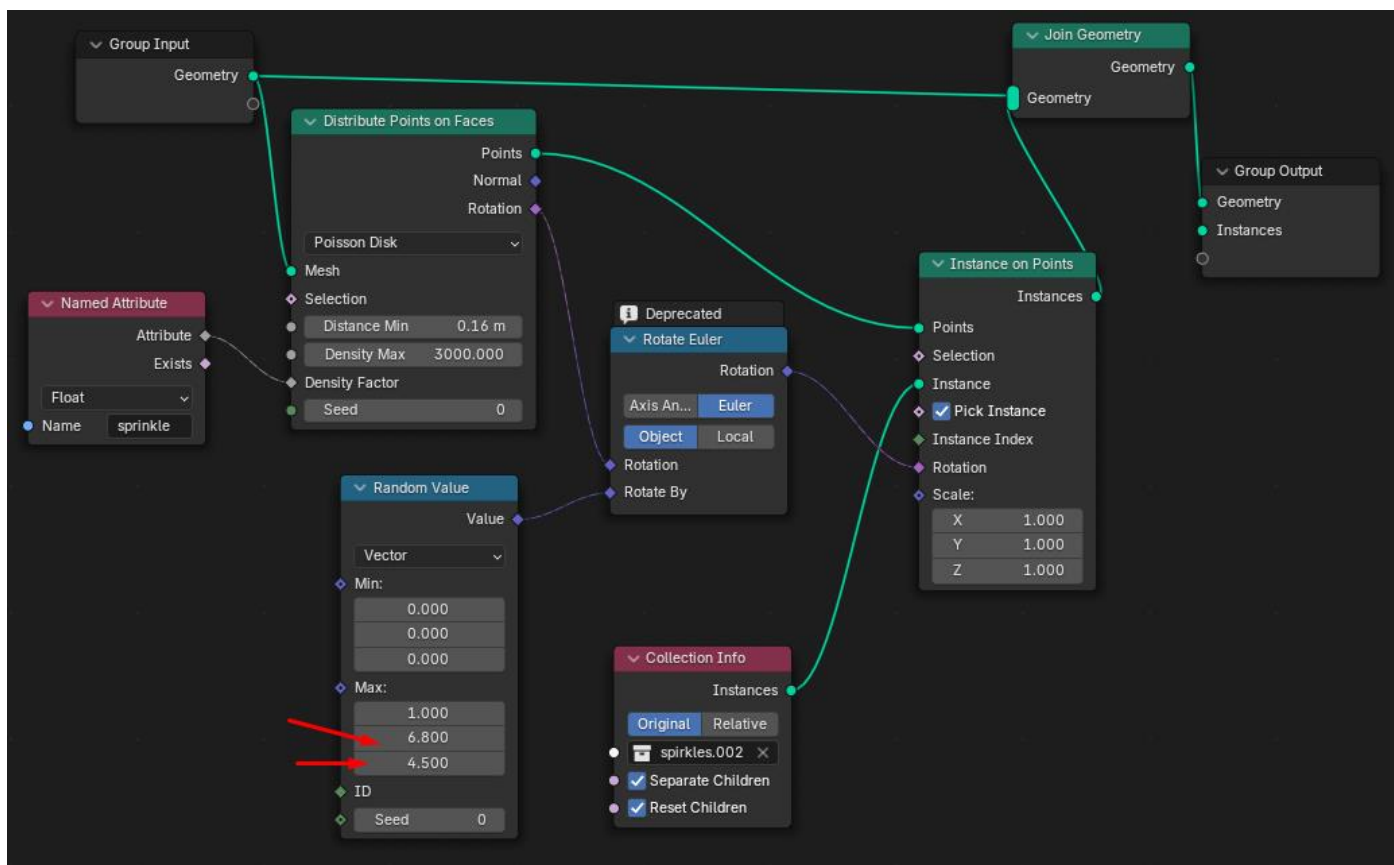 Group Input
Geometry
Distribute Points on Faces
Points
Normal
Rotation
Poisson Disk
Mesh
Selection
Distance Min 0.16 m
Density Max 3000.000
Density Factor
Seed 0
Named Attribute
Attribute
Exists
Float
Name sprinkle
Random Value
Value
Vector
Min:
0.000
0.000
0.000
Max:
1.000
6.800
4.500
ID
Seed 0
Deprecated
Rotate Euler
Rotation
Axis An... Euler
Object Local
Rotation
Rotate By
Collection Info
Instances
Original Relative
spirkles.002
Separate Children
Reset Children
Instance on Points
Instances
Points
Selection
Instance
Pick Instance
Instance Index
Rotation
Scale:
X 1.000
Y 1.000
Z 1.000
Join Geometry
Geometry
Geometry
Group Output
Geometry
Instances